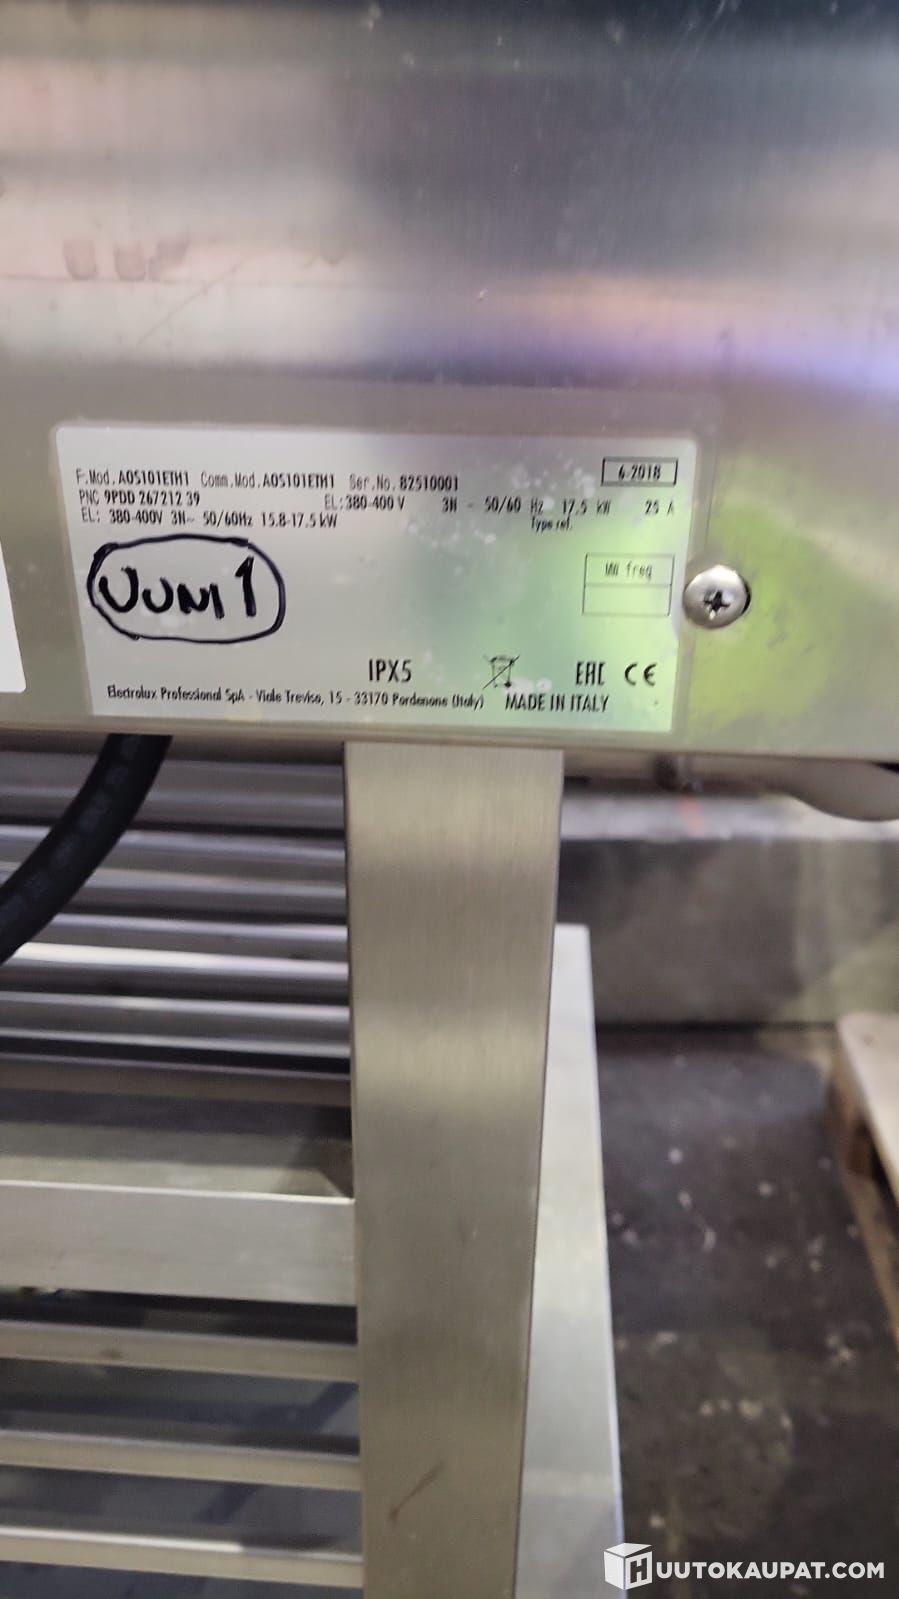 F.Mod. AOS101ETH1 Comm.Mod. AOS101ETH1 Ser.No. 82510001 6-2018
PNC 9PDD 267212 39 EL: 380-400 V 3N ~ 50/60 Hz 17.5 kW 25 A
EL: 380-400V 3N~ 50/60Hz 15.8-17.5 kW Type ref.
UUNI 1
freq
IPX5 EAC CE
Electrolux Professional SpA - Viale Treviso, 15 - 33170 Pordenone (Italy) MADE IN ITALY
HUUTOKAUPAT.COM